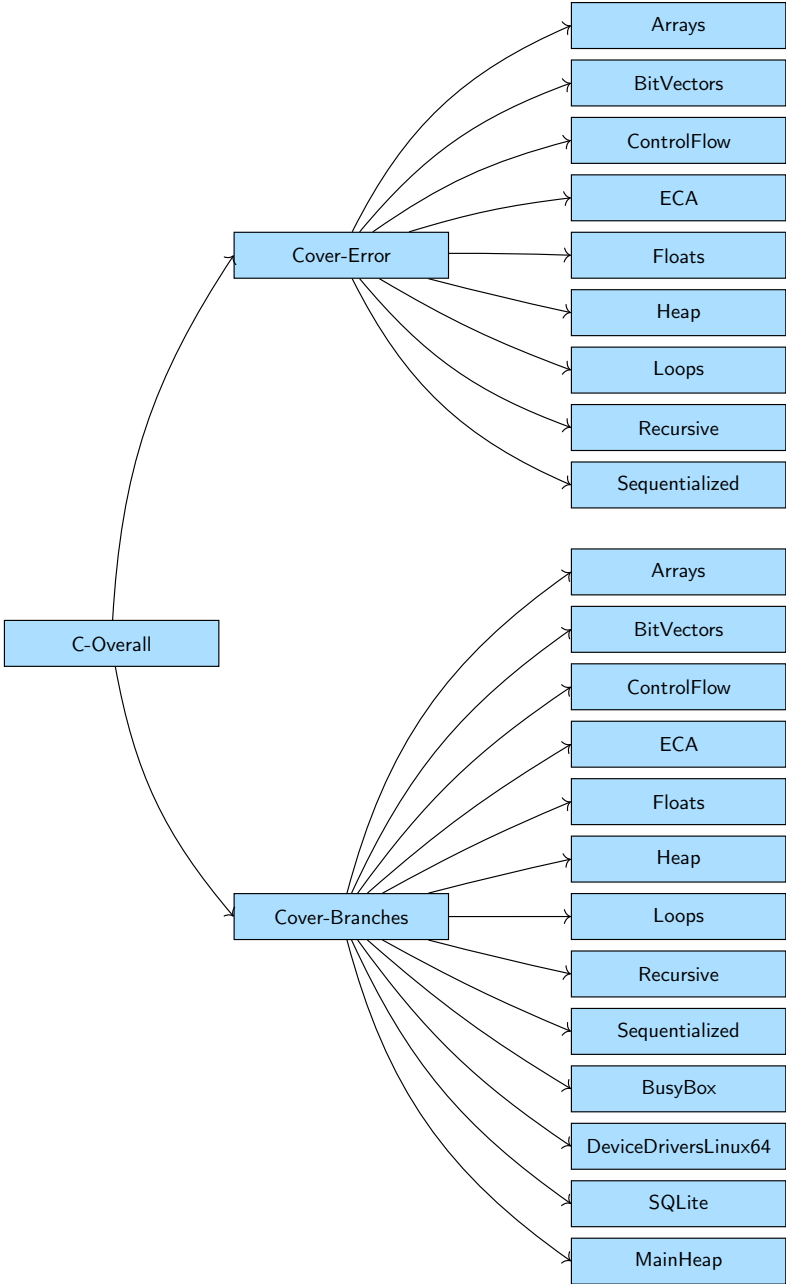 Arrays
BitVectors
ControlFlow
ECA
Cover-Error
Floats
Heap
Loops
Recursive
Sequentialized
Arrays
BitVectors
C-Overall
ControlFlow
ECA
Floats
Heap
Cover-Branches
Loops
Recursive
Sequentialized
BusyBox
DeviceDriversLinux64
SQLite
MainHeap